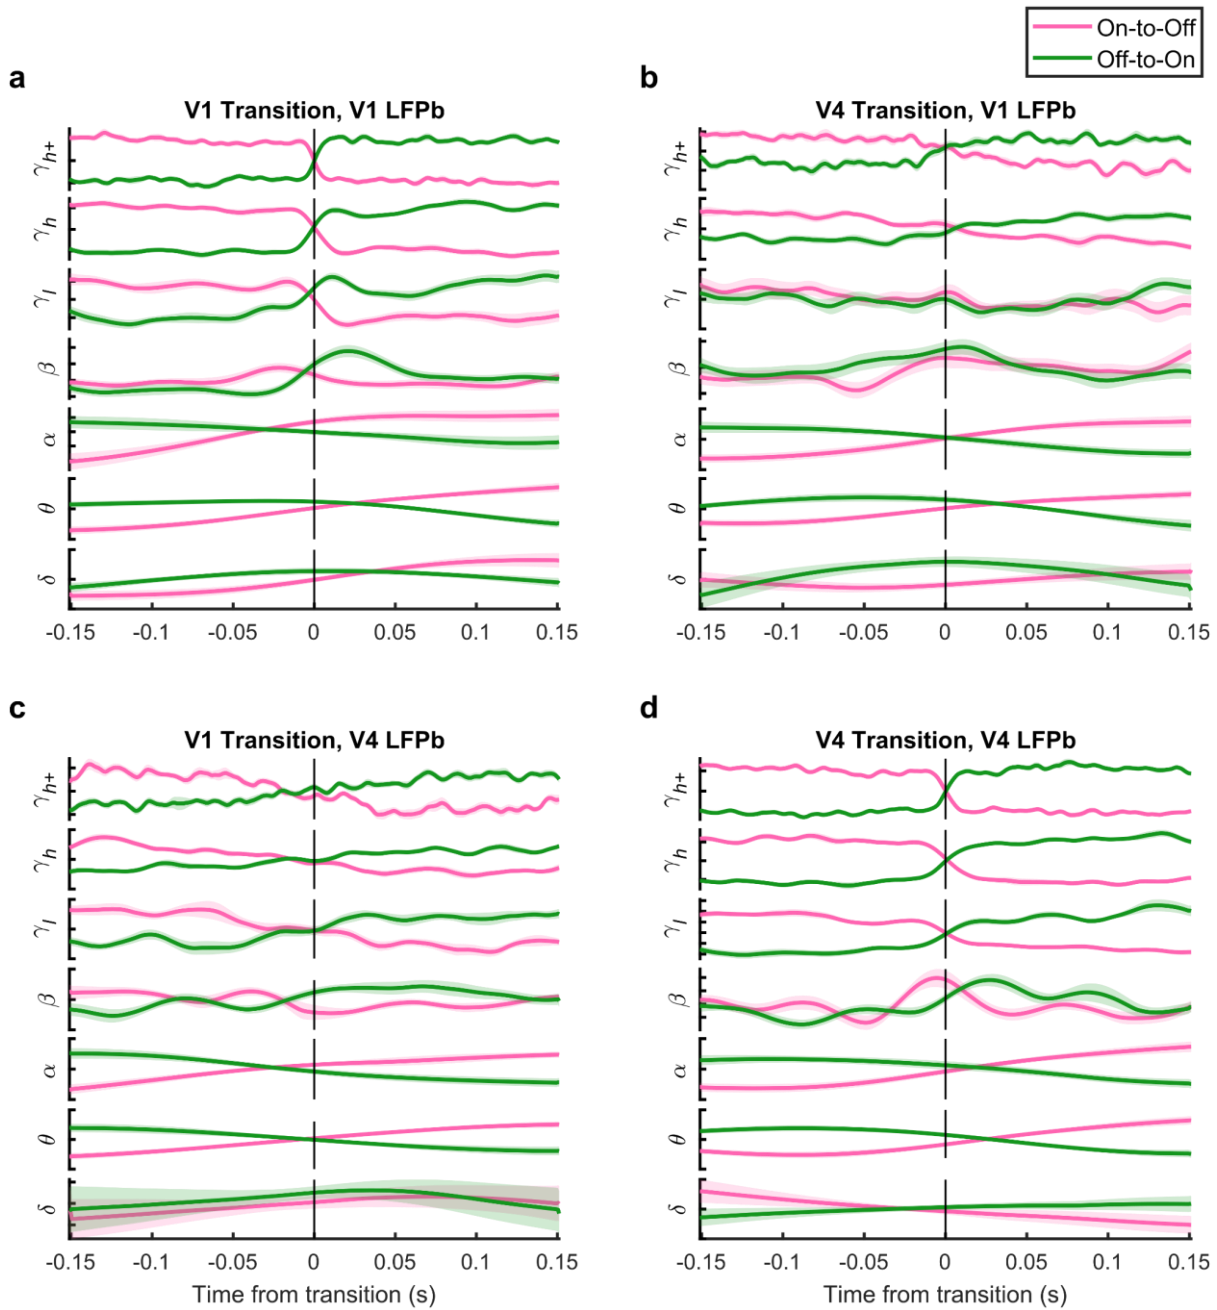 On-to-Off
Off-to-On
a
V1 Transition, V1 LFPb
γh+
γh
γl
β
α
θ
δ
-0.15 -0.1 -0.05 0 0.05 0.1 0.15
b
V4 Transition, V1 LFPb
γh+
γh
γl
β
α
θ
δ
-0.15 -0.1 -0.05 0 0.05 0.1 0.15
c
V1 Transition, V4 LFPb
γh+
γh
γl
β
α
θ
δ
-0.15 -0.1 -0.05 0 0.05 0.1 0.15
Time from transition (s)
d
V4 Transition, V4 LFPb
γh+
γh
γl
β
α
θ
δ
-0.15 -0.1 -0.05 0 0.05 0.1 0.15
Time from transition (s)